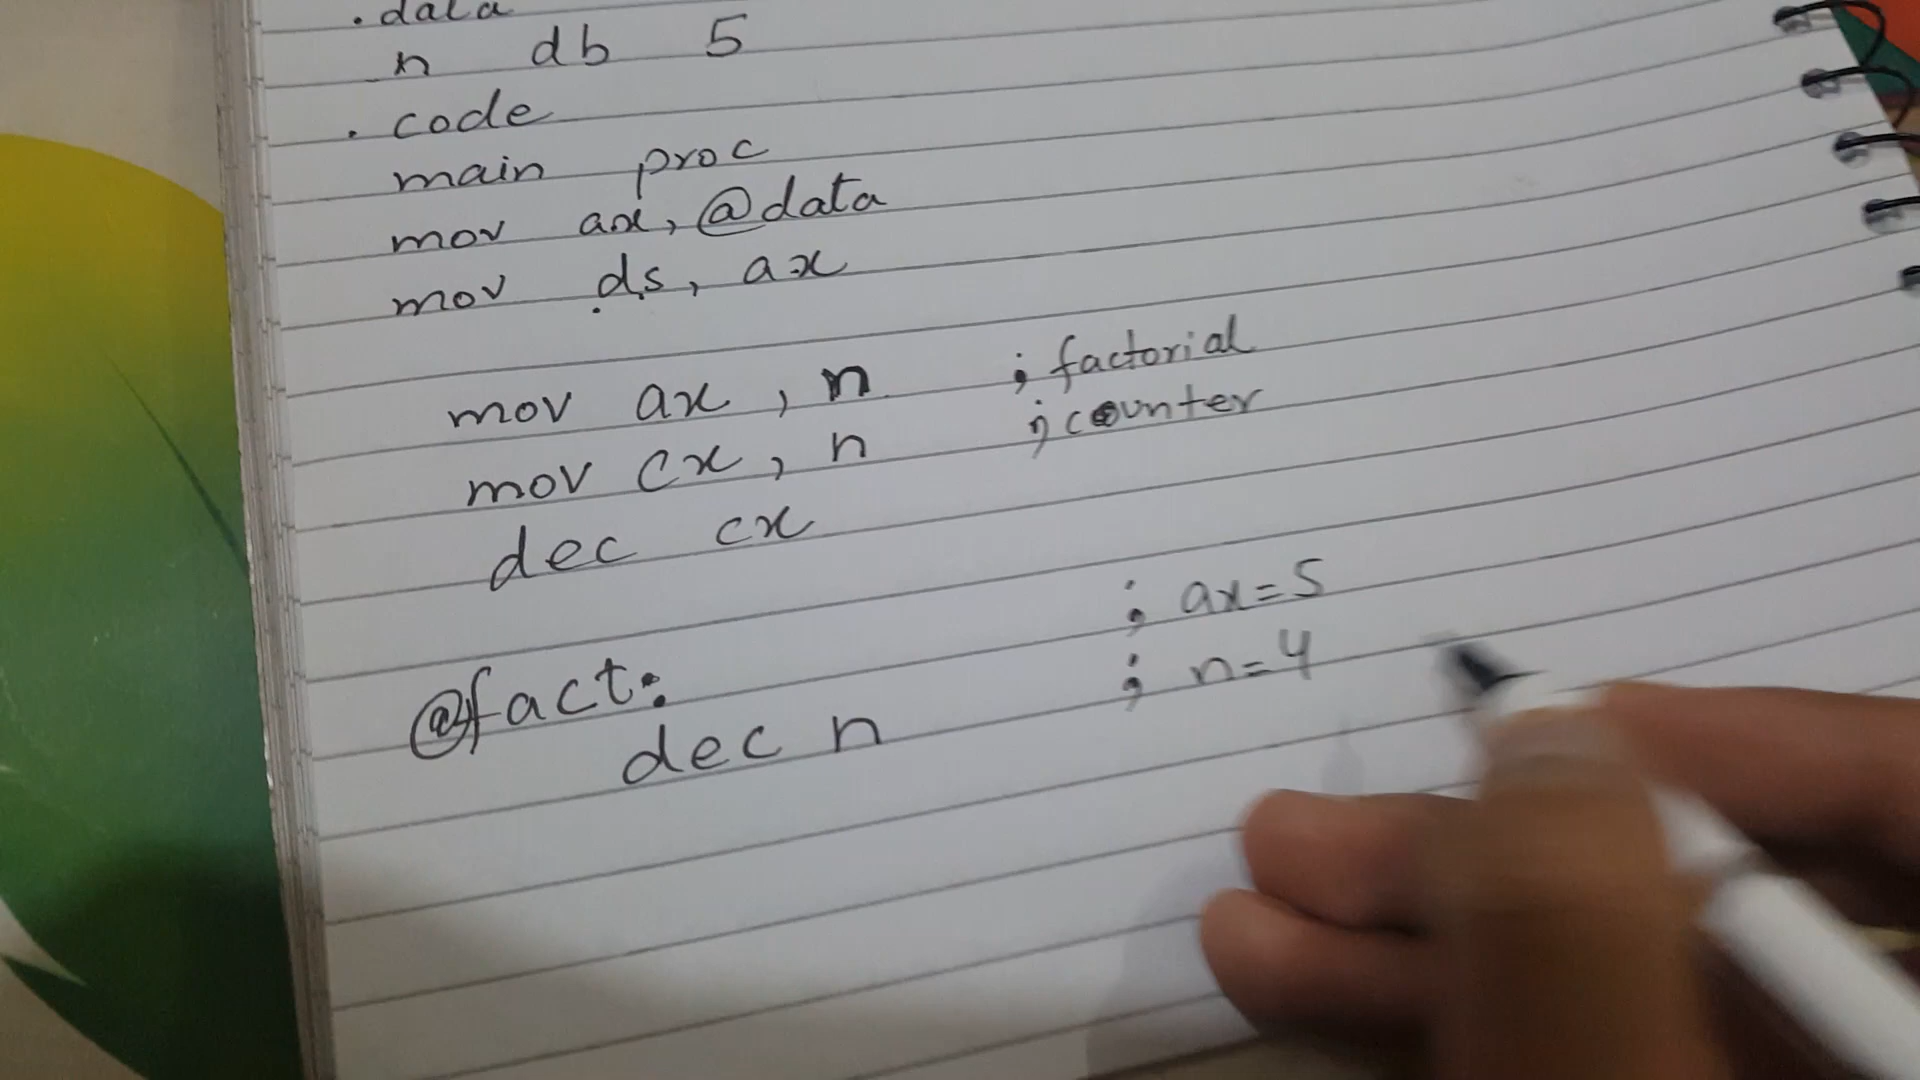 .data
n db 5
.code
main proc
mov ax, @data
mov ds, ax
mov ax, n ; factorial
mov cx, n ; counter
dec cx
; ax=5
@fact: ; n=4
dec n